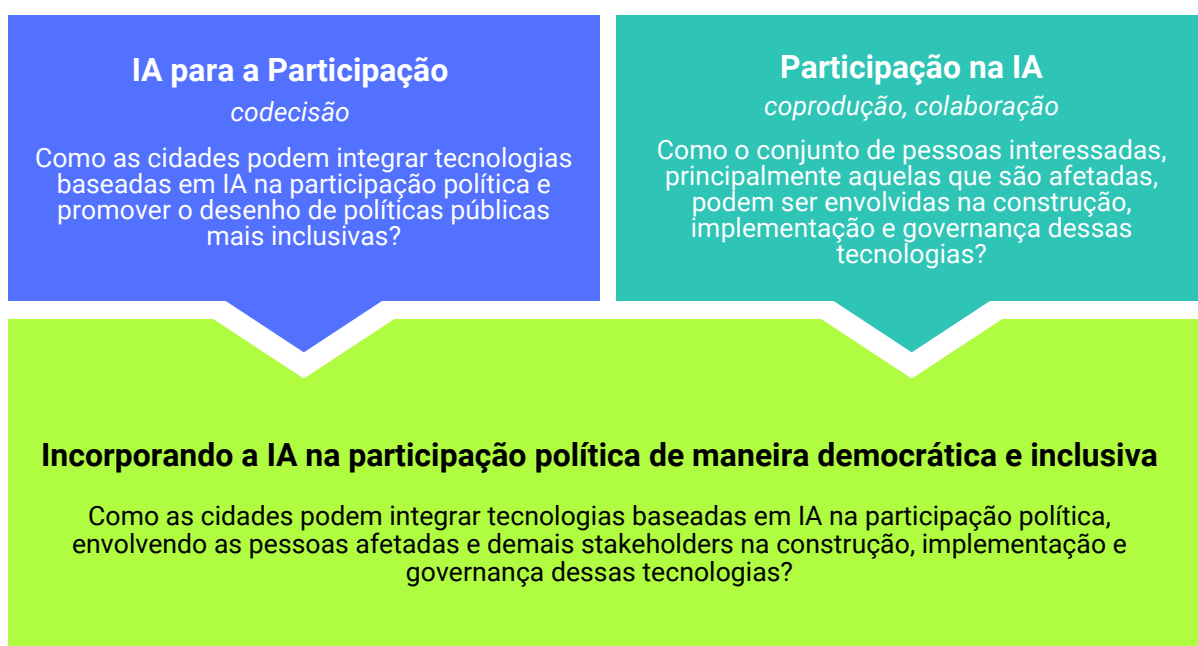 IA para a Participação
codecisão
Como as cidades podem integrar tecnologias
baseadas em IA na participação política e
promover o desenho de políticas públicas
mais inclusivas?
Participação na IA
coprodução, colaboração
Como o conjunto de pessoas interessadas,
principalmente aquelas que são afetadas,
podem ser envolvidas na construção,
implementação e governança dessas
tecnologias?
Incorporando a IA na participação política de maneira democrática e inclusiva
Como as cidades podem integrar tecnologias baseadas em IA na participação política,
envolvendo as pessoas afetadas e demais stakeholders na construção, implementação e
governança dessas tecnologias?